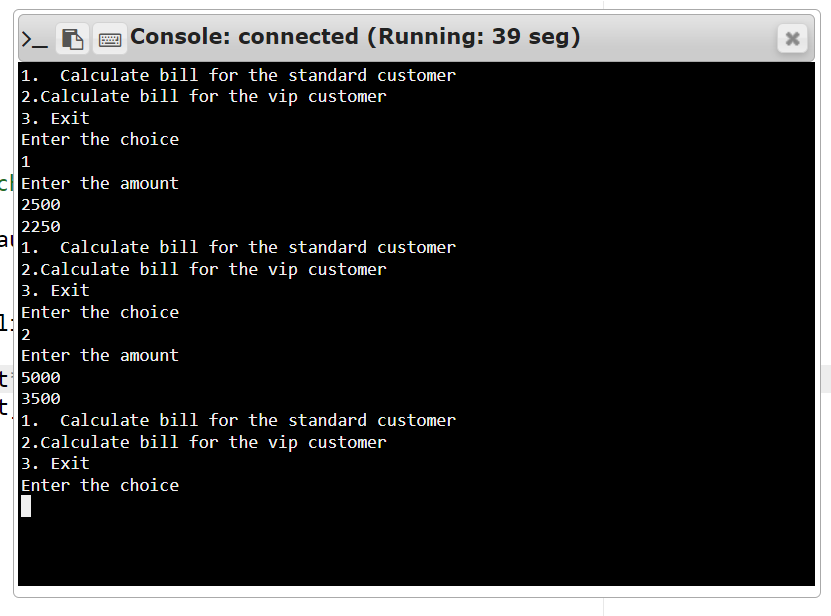 >_ Console: connected (Running: 39 seg)
1.  Calculate bill for the standard customer
2.Calculate bill for the vip customer
3. Exit
Enter the choice
1
Enter the amount
2500
2250
1.  Calculate bill for the standard customer
2.Calculate bill for the vip customer
3. Exit
Enter the choice
2
Enter the amount
5000
3500
1.  Calculate bill for the standard customer
2.Calculate bill for the vip customer
3. Exit
Enter the choice